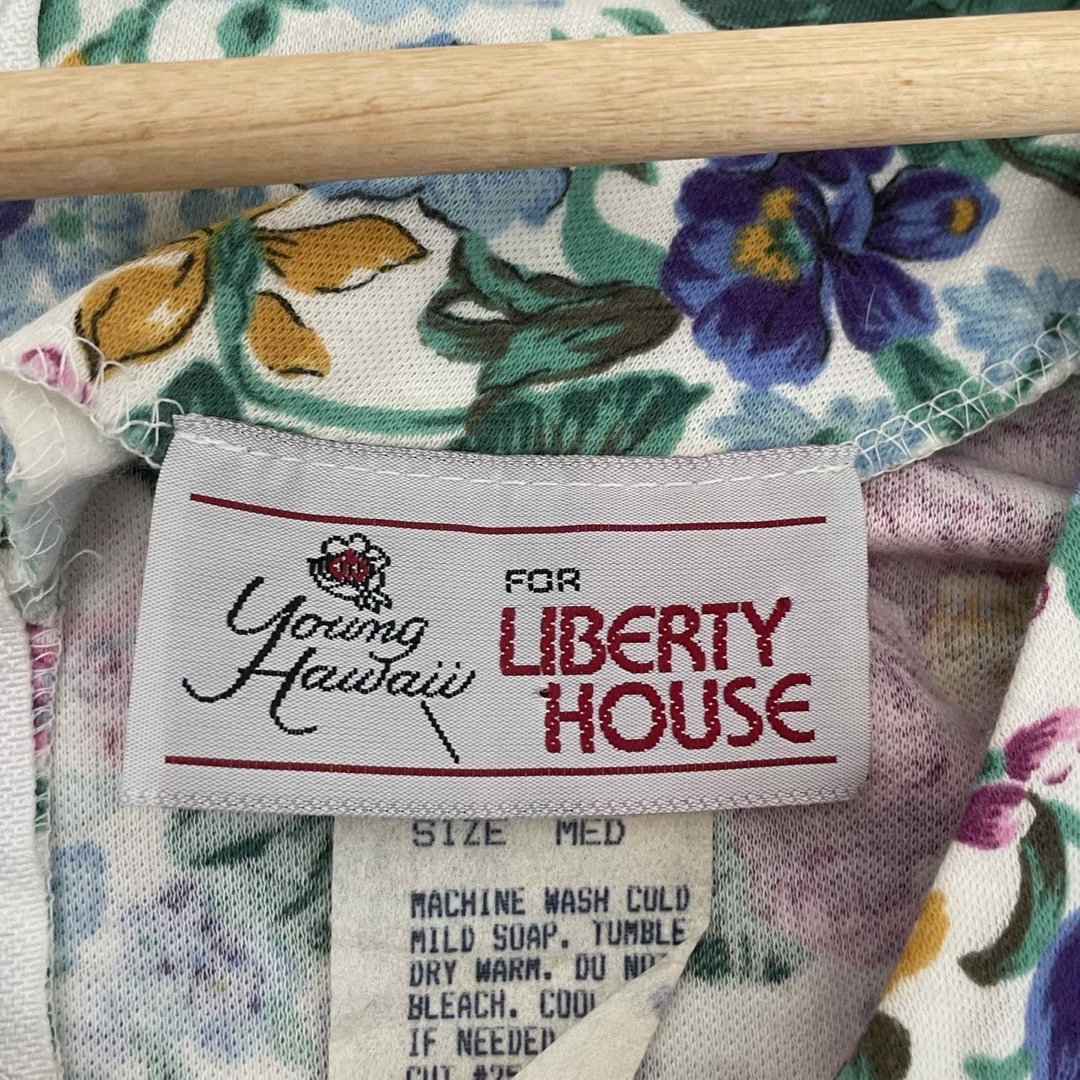 Young
Hawaii
FOR
LIBERTY
HOUSE
SIZE MED
MACHINE WASH COLD
MILD SOAP. TUMBLE
DRY WARM. DO
BLEACH. COOL
IF NEEDED
CUT